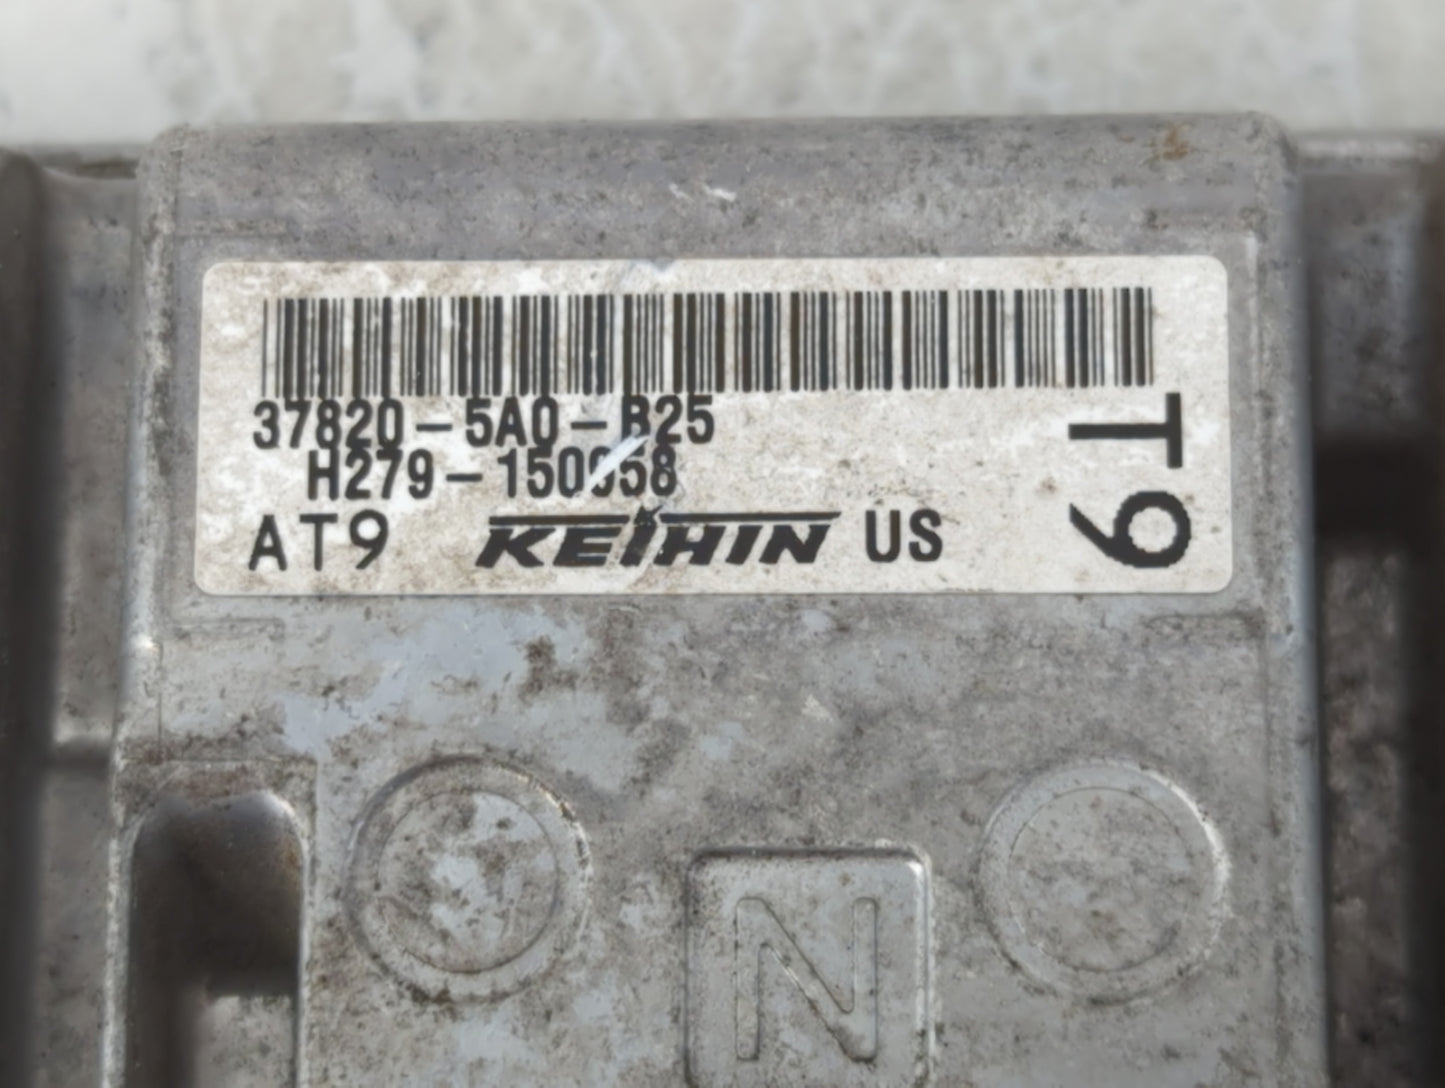 37820-5A0-B25
H279-150058
AT9 KEIHIN US
T9
N